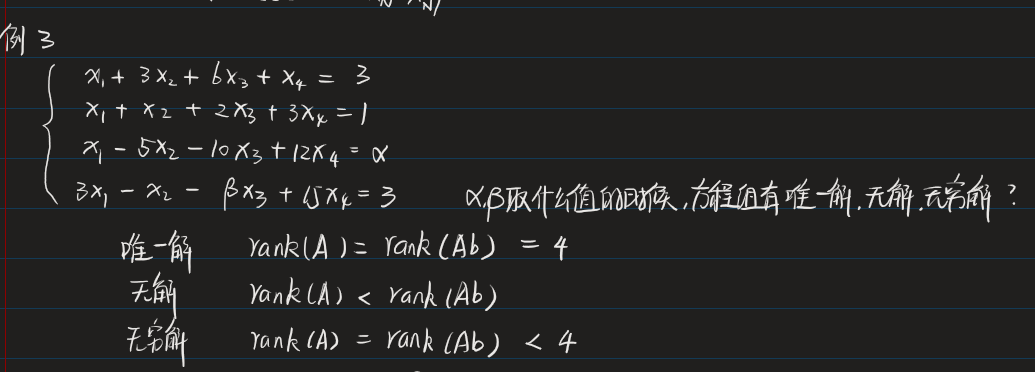 例 3
x₁ + 3x₂ + 6x₃ + x₄ = 3
x₁ + x₂ + 2x₃ + 3x₄ = 1
x₁ - 5x₂ - 10x₃ + 12x₄ = α
3x₁ - x₂ - βx₃ + 15x₄ = 3 α,β取什么值的时候,方程组有唯一解.无解.无穷解?
唯一解 rank(A) = rank(Ab) = 4
无解 rank(A) < rank(Ab)
无穷解 rank(A) = rank(Ab) < 4